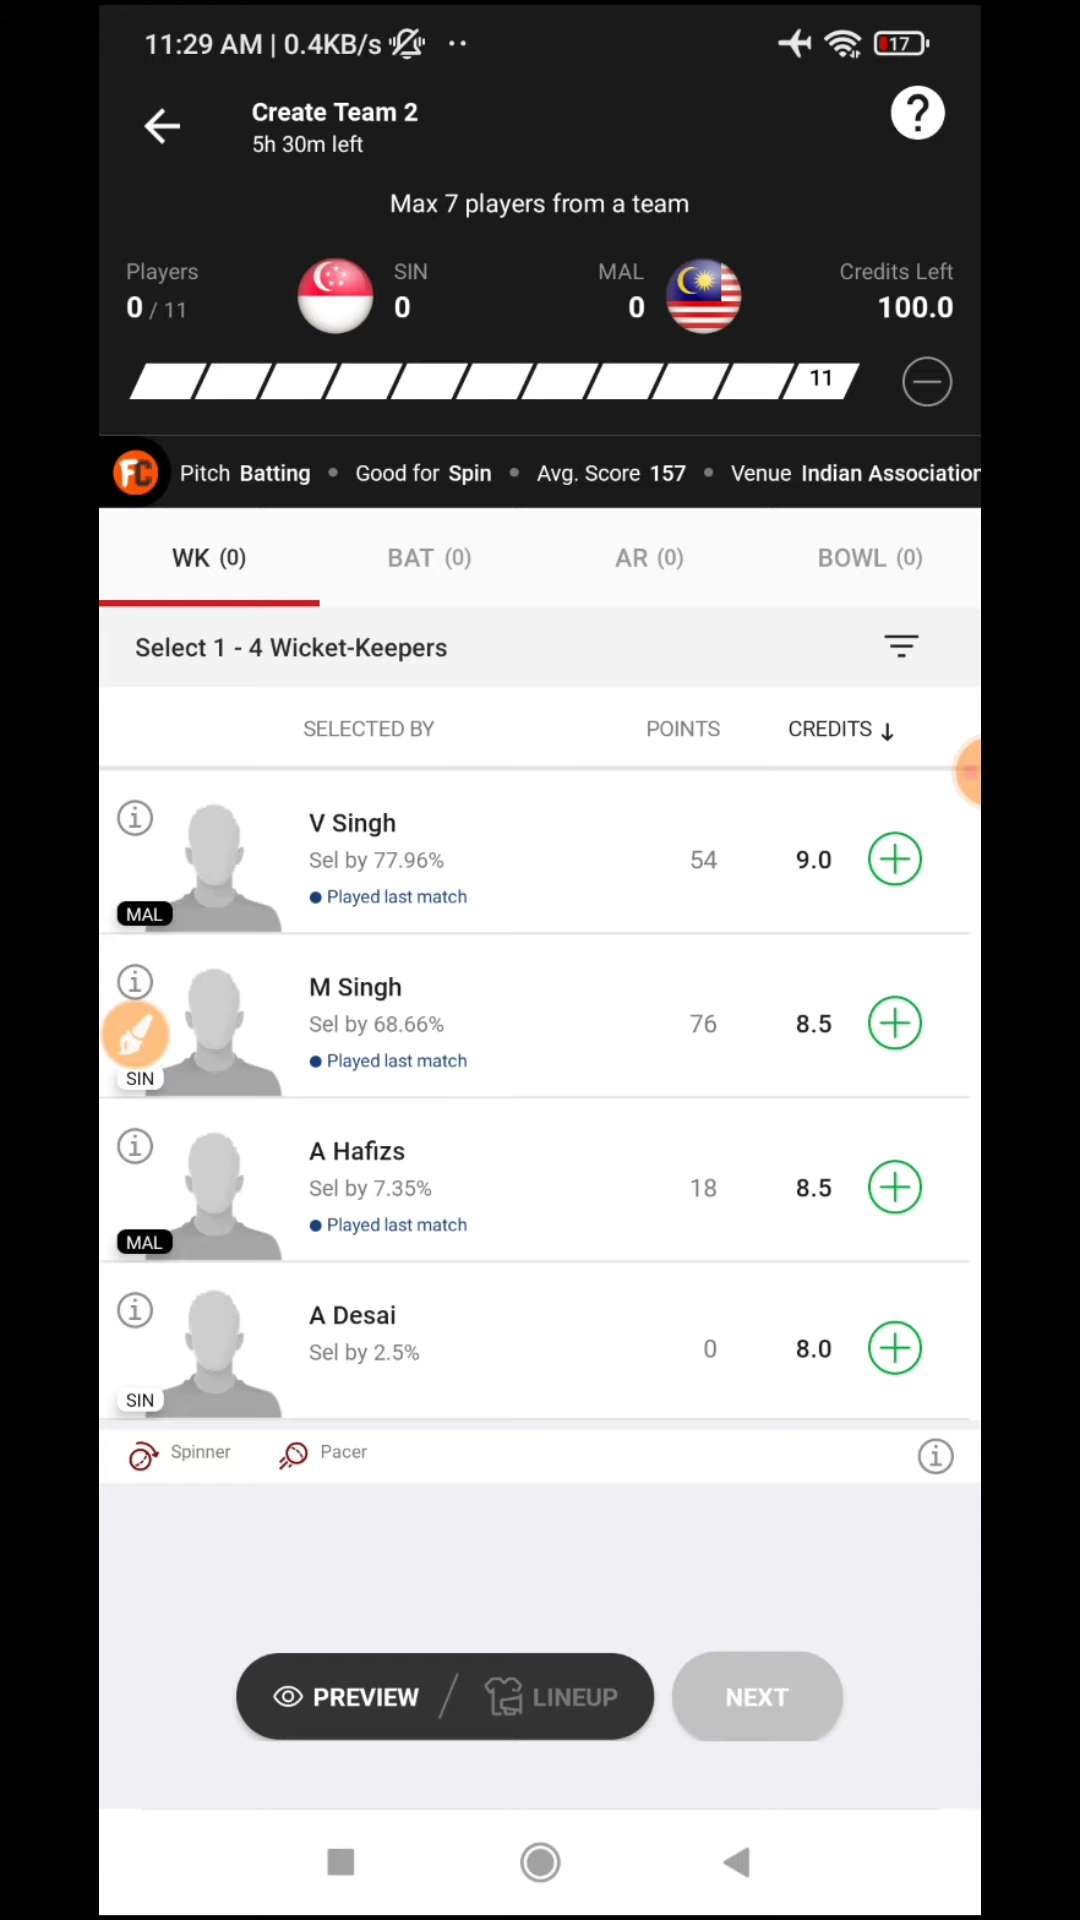 11:29 AM | 0.4KB/s
17
Create Team 2
5h 30m left
?
Max 7 players from a team
Players
0 / 11
SIN
0
MAL
0
Credits Left
100.0
11
FC Pitch Batting • Good for Spin • Avg. Score 157 • Venue Indian Association
WK (0) BAT (0) AR (0) BOWL (0)
Select 1 - 4 Wicket-Keepers
SELECTED BY POINTS CREDITS ↓
V Singh
Sel by 77.96% 54 9.0
Played last match
MAL
M Singh
Sel by 68.66% 76 8.5
Played last match
SIN
A Hafizs
Sel by 7.35% 18 8.5
Played last match
MAL
A Desai
Sel by 2.5% 0 8.0
SIN
Spinner Pacer
PREVIEW / LINEUP NEXT